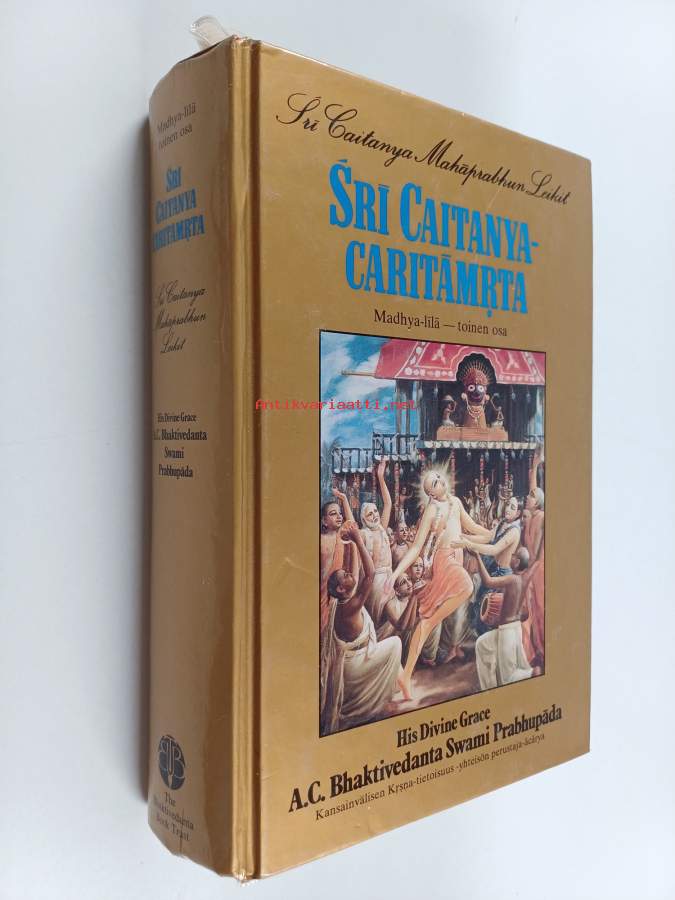 Madhya-līlā
toinen osa
ŚRĪ
CAITANYA
CARITĀMṚTA
Śrī Caitanya
Mahāprabhun
Leikit
His Divine Grace
A.C. Bhaktivedanta
Swami
Prabhupāda
The
Bhaktivedanta
Book Trust
Śrī Caitanya Mahāprabhun Leikit
ŚRĪ CAITANYA-
CARITĀMṚTA
Madhya-līlā — toinen osa
antikvariaatti.net
His Divine Grace
A.C. Bhaktivedanta Swami Prabhupāda
Kansainvälisen Kṛṣṇa-tietoisuus-yhteisön perustaja-ācārya